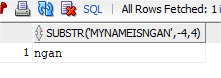 SQL | All Rows Fetched: 1
SUBSTR('MYNAMEISNGAN',-4,4)
1 ngan